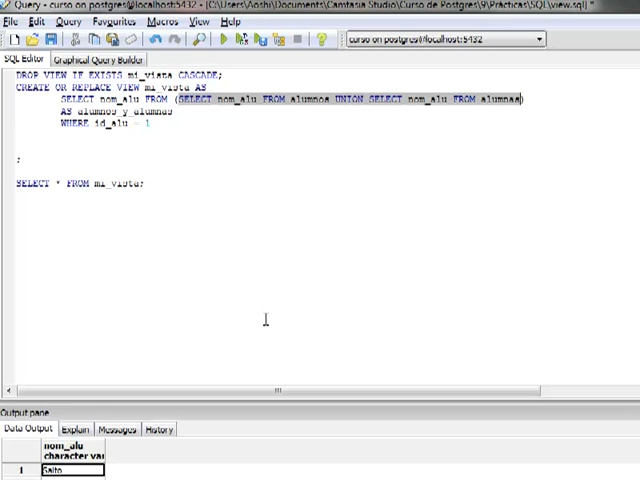 Query - curso on postgres@localhost:5432 - [C:\Users\Aoshi\Documents\Camtasia Studio\Curso de Postgres\9\Prácticas\SQL\view.sql] *
File Edit Query Favourites Macros View Help
curso on postgres@localhost:5432
SQL Editor Graphical Query Builder
DROP VIEW IF EXISTS mi_vista CASCADE;
CREATE OR REPLACE VIEW mi_vista AS
SELECT nom_alu FROM (SELECT nom_alu FROM alumnos UNION SELECT nom_alu FROM alumnas)
AS alumnos_y_alumnas
WHERE id_alu = 1
;
SELECT * FROM mi_vista;
Output pane
Data Output Explain Messages History
nom_alu
character var
1 Saito